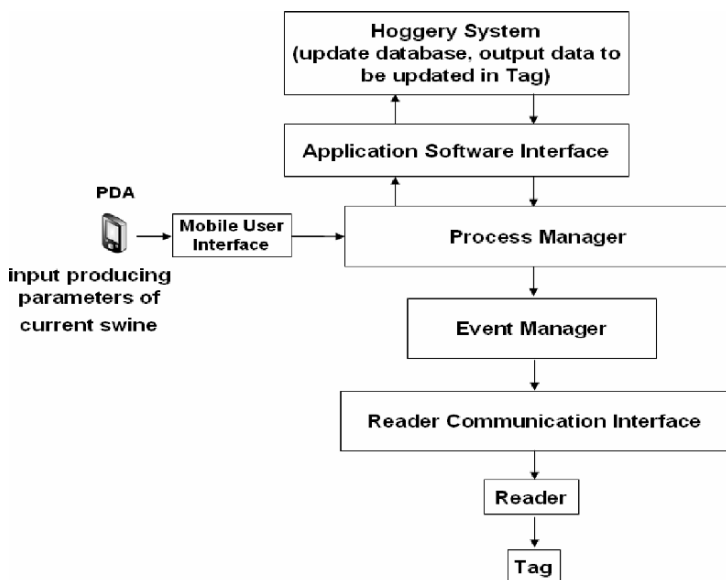 Hoggery System
(update database, output data to
be updated in Tag)
Application Software Interface
PDA
Mobile User
Interface
Process Manager
input producing
parameters of
current swine
Event Manager
Reader Communication Interface
Reader
Tag